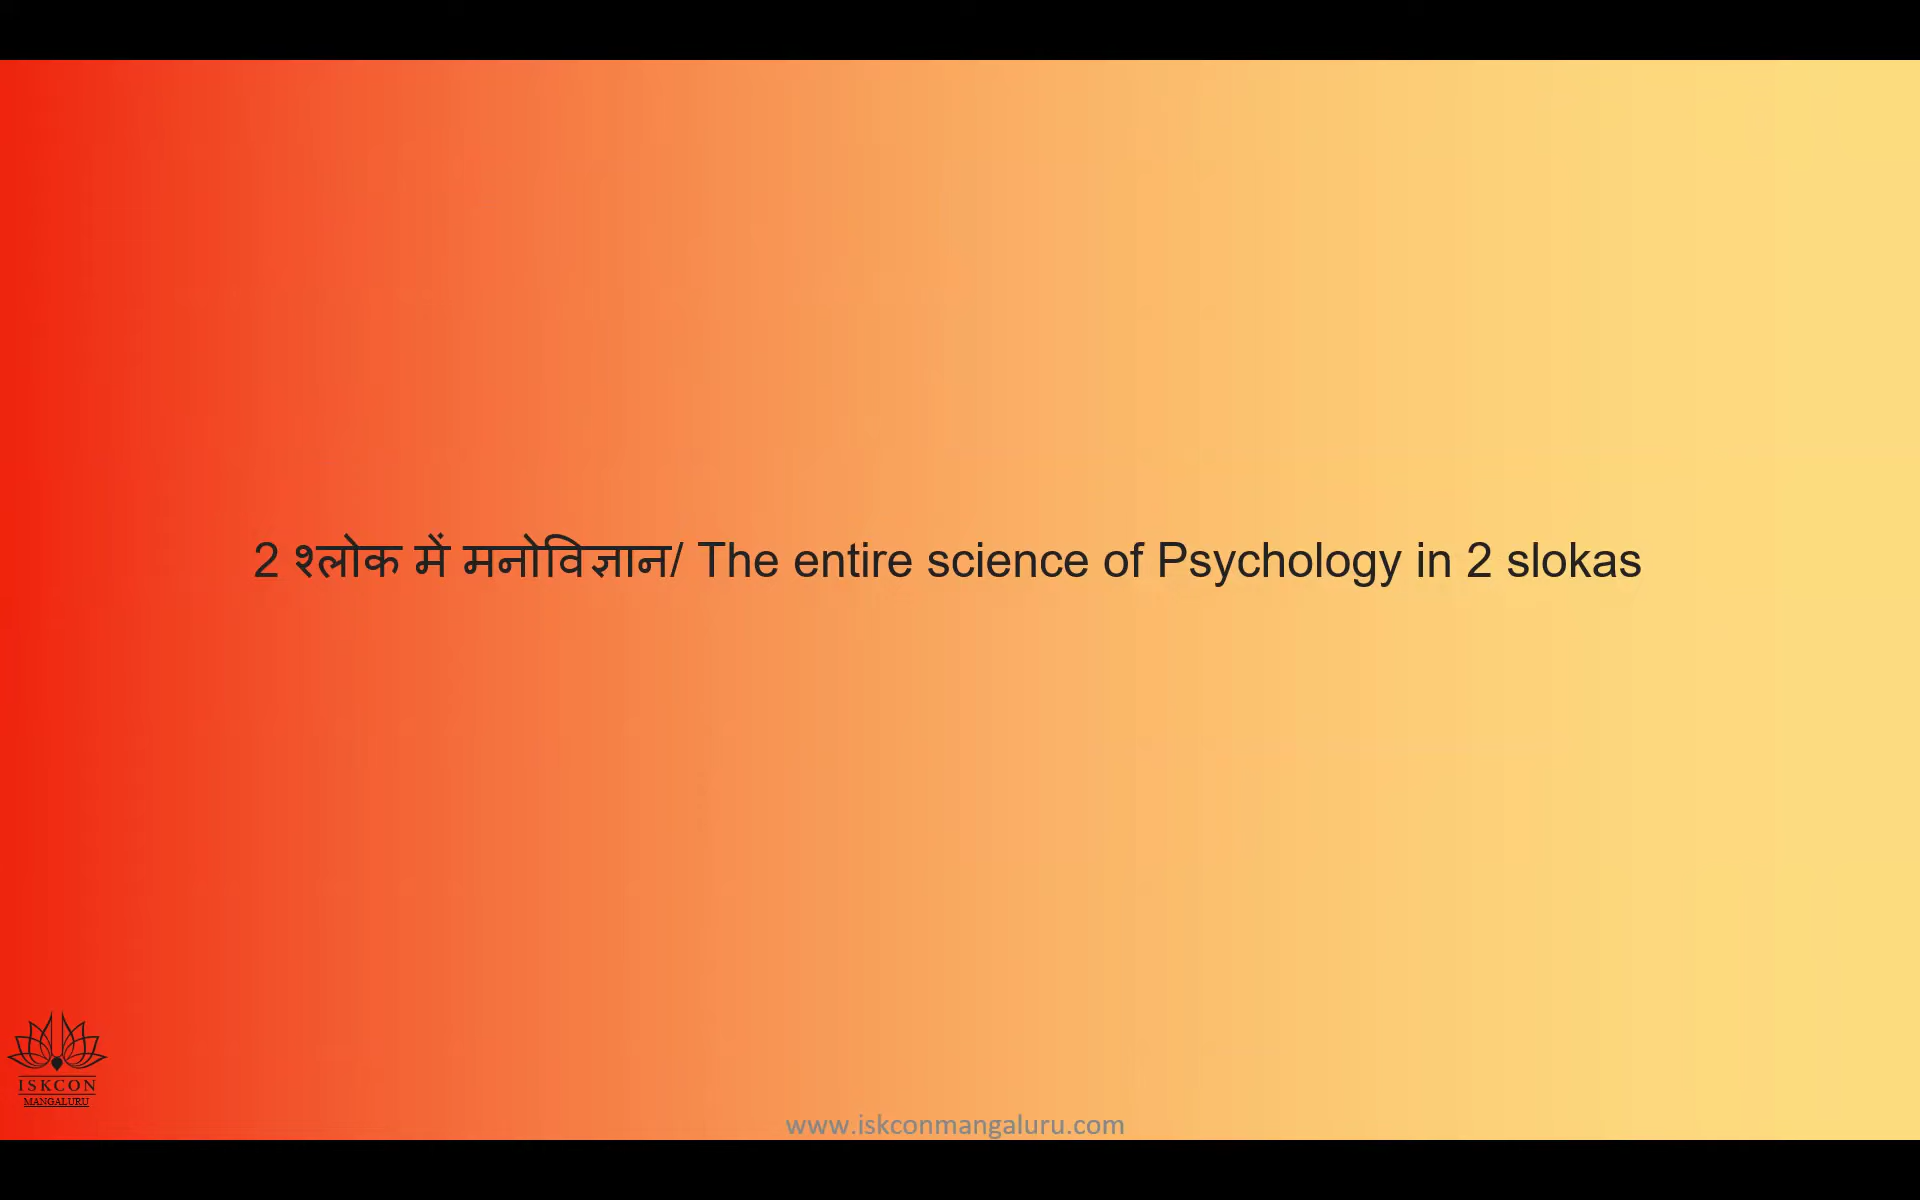 2 श्लोक में मनोविज्ञान/ The entire science of Psychology in 2 slokas
ISKCON
MANGALURU
www.iskconmangaluru.com